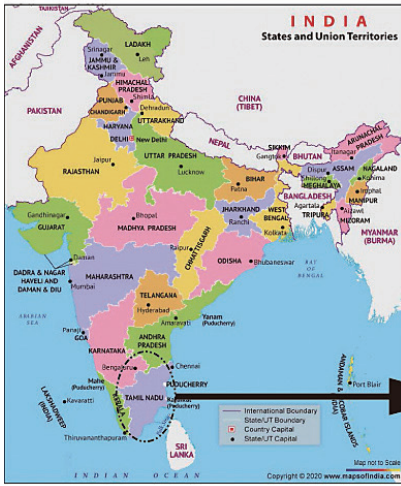 INDIA
States and Union Territories
TAJIKISTAN
AFGHANISTAN
PAKISTAN
CHINA
(TIBET)
NEPAL
BHUTAN
BANGLADESH
MYANMAR
(BURMA)
SRI
LANKA
LADAKH
Leh
Srinagar
JAMMU &
KASHMIR
Jammu
HIMACHAL
PRADESH
Shimla
PUNJAB
CHANDIGARH
Dehradun
UTTARAKHAND
HARYANA
DELHI
New Delhi
RAJASTHAN
Jaipur
UTTAR PRADESH
Lucknow
SIKKIM
Gangtok
ARUNACHAL
PRADESH
Itanagar
ASSAM
Dispur
NAGALAND
Kohima
Shillong
MEGHALAYA
Imphal
MANIPUR
Agartala
TRIPURA
Aizawl
MIZORAM
BIHAR
Patna
JHARKHAND
Ranchi
WEST
BENGAL
Kolkata
Gandhinagar
GUJARAT
Bhopal
MADHYA PRADESH
Raipur
CHHATTISGARH
ODISHA
Bhubaneswar
Daman
DADRA & NAGAR
HAVELI AND
DAMAN & DIU
MAHARASHTRA
Mumbai
TELANGANA
Hyderabad
Amaravati
Yanam
(Puducherry)
ANDHRA
PRADESH
Panaji
GOA
KARNATAKA
Bengaluru
Chennai
Mahe
(Puducherry)
PUDUCHERRY
TAMIL NADU
(Puducherry)
KERALA
Thiruvananthapuram
LAKSHADWEEP
(INDIA)
Kavaratti
ARABIAN
SEA
BAY
OF
BENGAL
ANDAMAN &
Port Blair
INDIAN OCEAN
International Boundary
State/UT Boundary
Country Capital
State/UT Capital
Map not to Scale
Copyright © 2020 www.mapsofindia.com